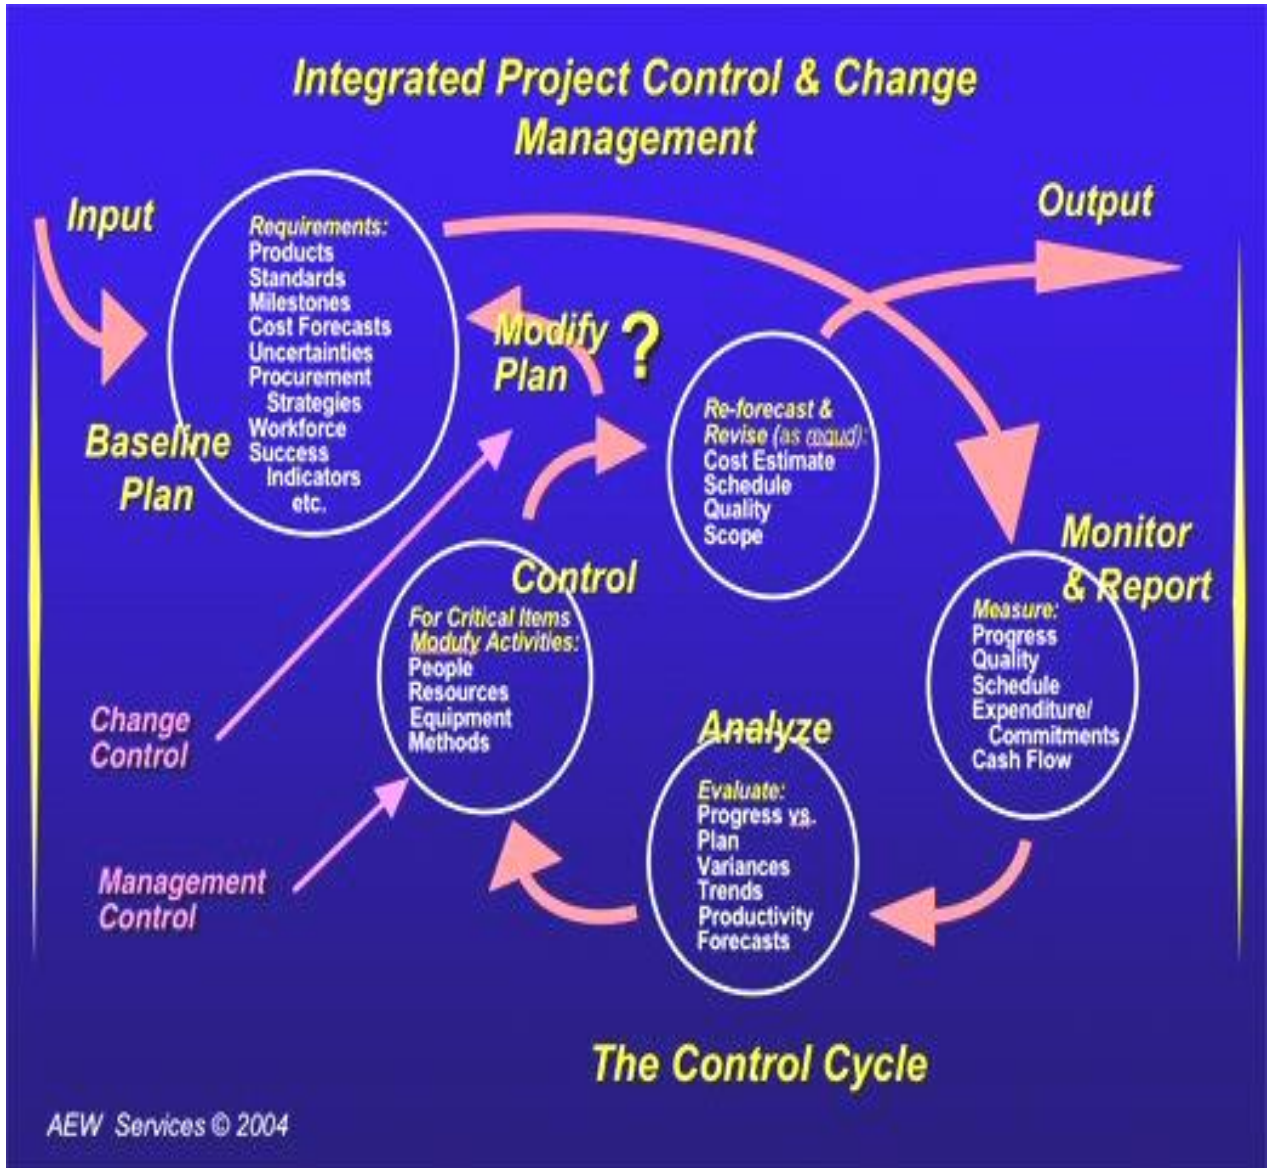 Integrated Project Control & Change
Management
Input
Output
Requirements:
Products
Standards
Milestones
Cost Forecasts
Uncertainties
Procurement
Strategies
Workforce
Success
Indicators
etc.
Baseline
Plan
Modify
Plan
?
Re-forecast &
Revise (as rqud):
Cost Estimate
Schedule
Quality
Scope
Monitor
& Report
Measure:
Progress
Quality
Schedule
Expenditure/
Commitments
Cash Flow
Control
For Critical Items
Modufy Activities:
People
Resources
Equipment
Methods
Analyze
Evaluate:
Progress vs.
Plan
Variances
Trends
Productivity
Forecasts
Change
Control
Management
Control
The Control Cycle
AEW Services © 2004